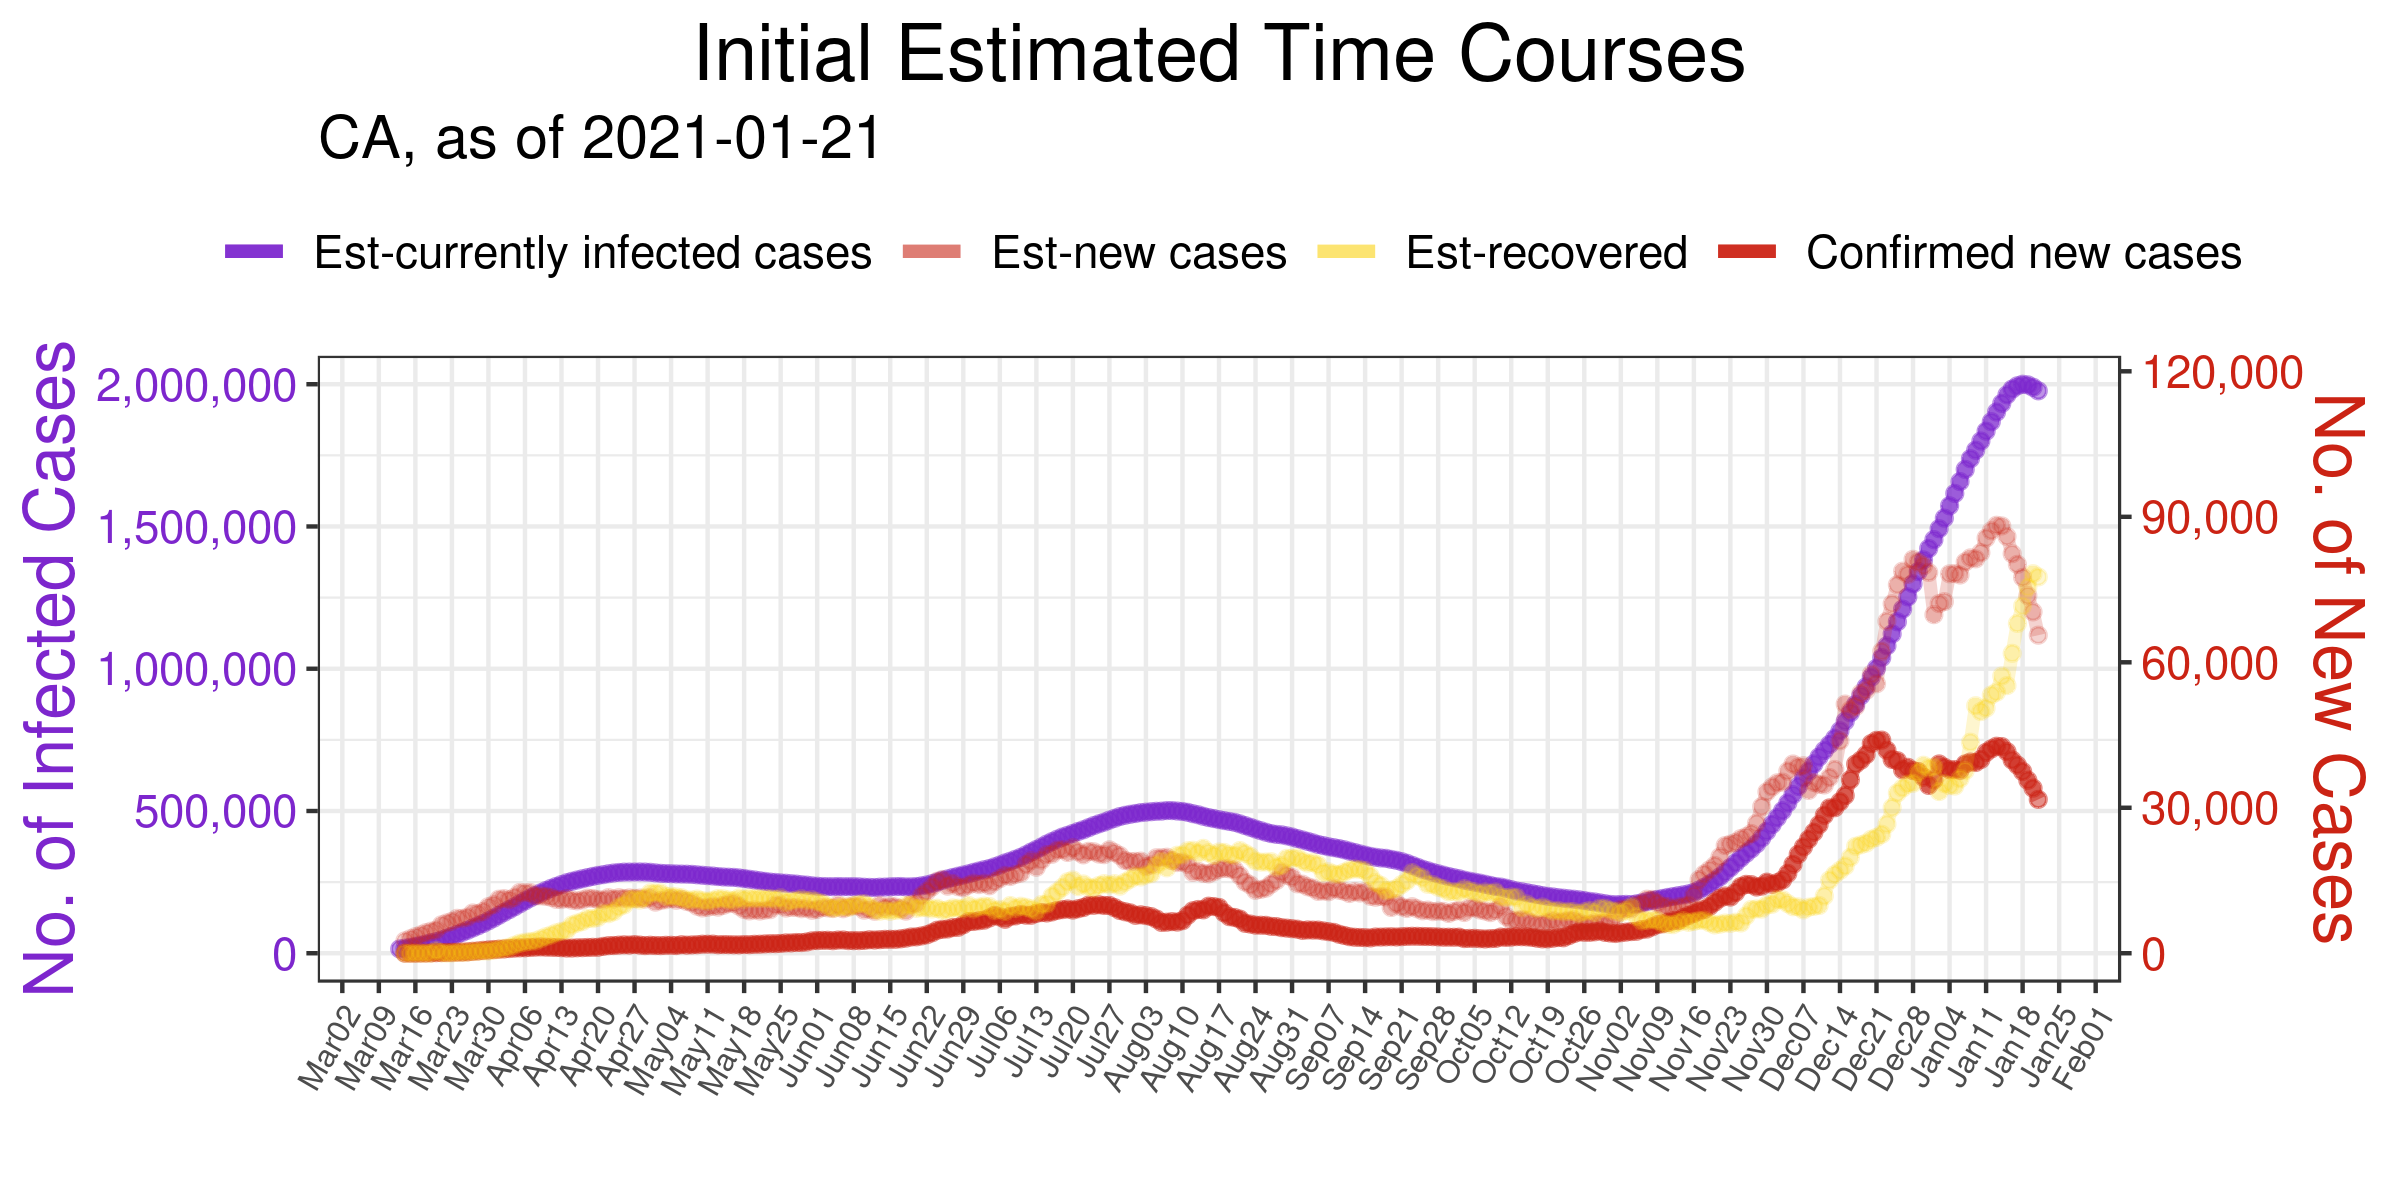 Initial Estimated Time Courses
CA, as of 2021-01-21
Est-currently infected cases Est-new cases Est-recovered Confirmed new cases
No. of Infected Cases
2,000,000
1,500,000
1,000,000
500,000
0
120,000
90,000
60,000
30,000
0
No. of New Cases
Mar02 Mar09 Mar16 Mar23 Mar30 Apr06 Apr13 Apr20 Apr27 May04 May11 May18 May25 Jun01 Jun08 Jun15 Jun22 Jun29 Jul06 Jul13 Jul20 Jul27 Aug03 Aug10 Aug17 Aug24 Aug31 Sep07 Sep14 Sep21 Sep28 Oct05 Oct12 Oct19 Oct26 Nov02 Nov09 Nov16 Nov23 Nov30 Dec07 Dec14 Dec21 Dec28 Jan04 Jan11 Jan18 Jan25 Feb01